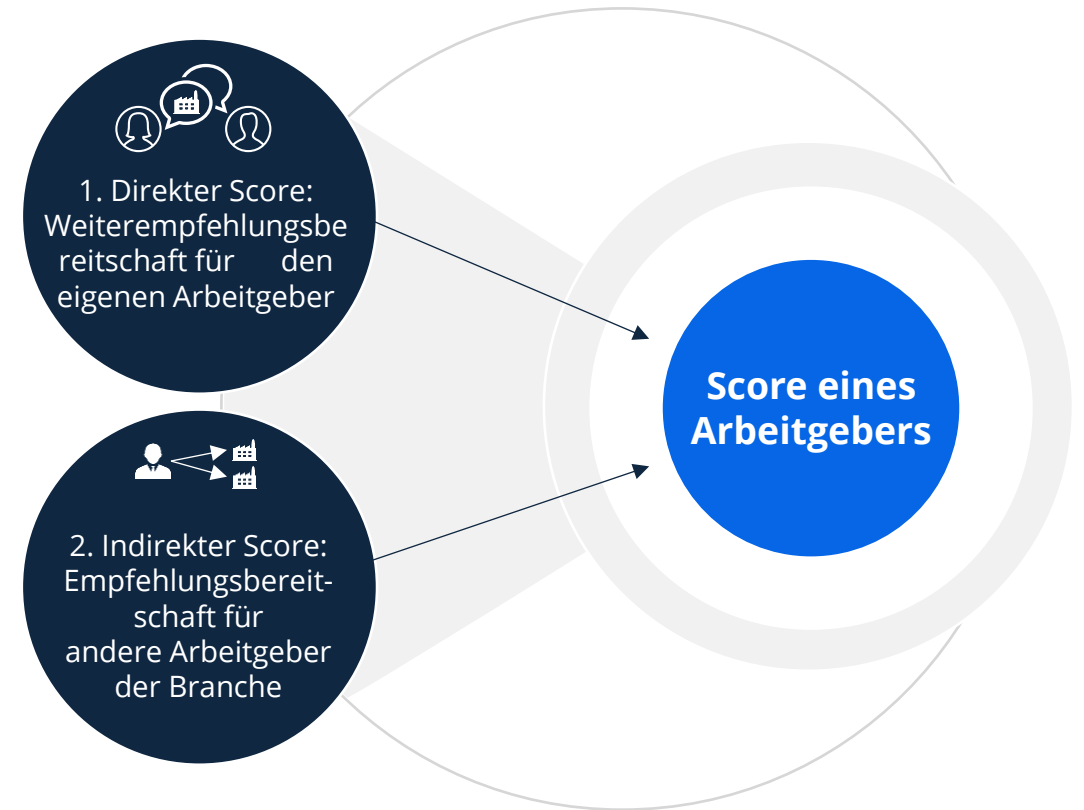 1. Direkter Score:
Weiterempfehlungsbe
reitschaft für den
eigenen Arbeitgeber
2. Indirekter Score:
Empfehlungsbereit-
schaft für
andere Arbeitgeber
der Branche
Score eines
Arbeitgebers